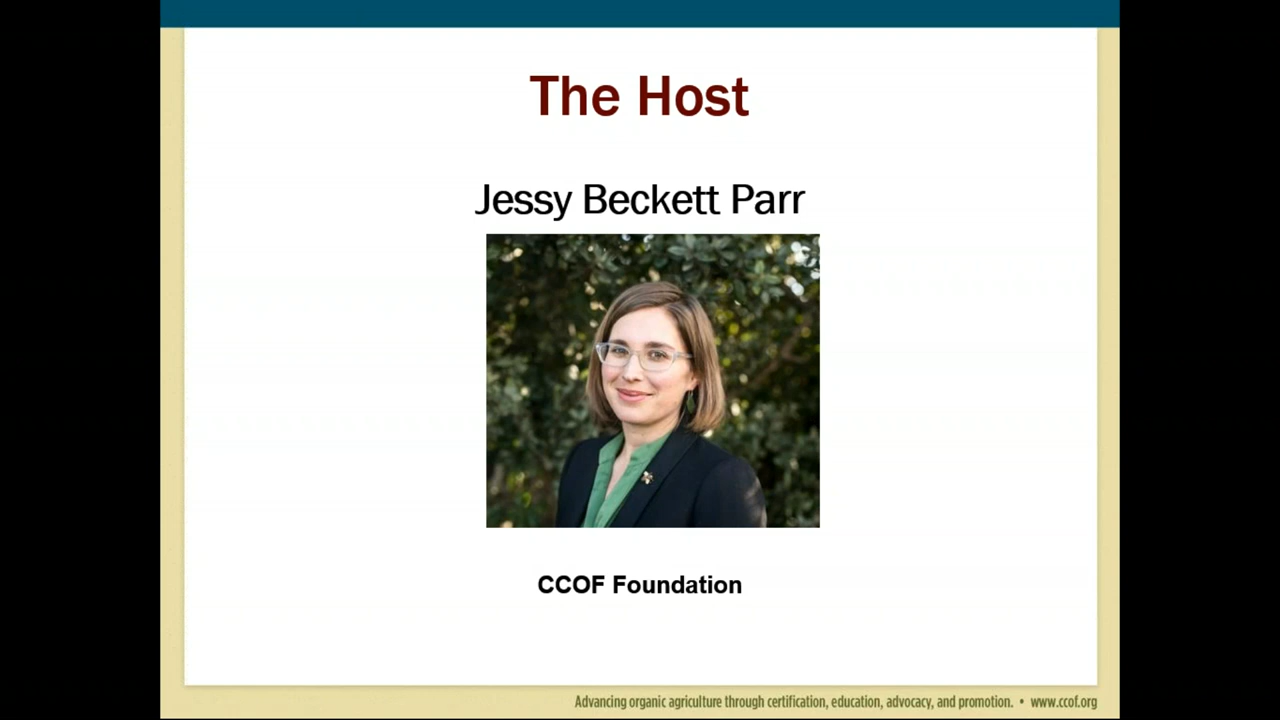 The Host
Jessy Beckett Parr
CCOF Foundation
Advancing organic agriculture through certification, education, advocacy, and promotion. • www.ccof.org